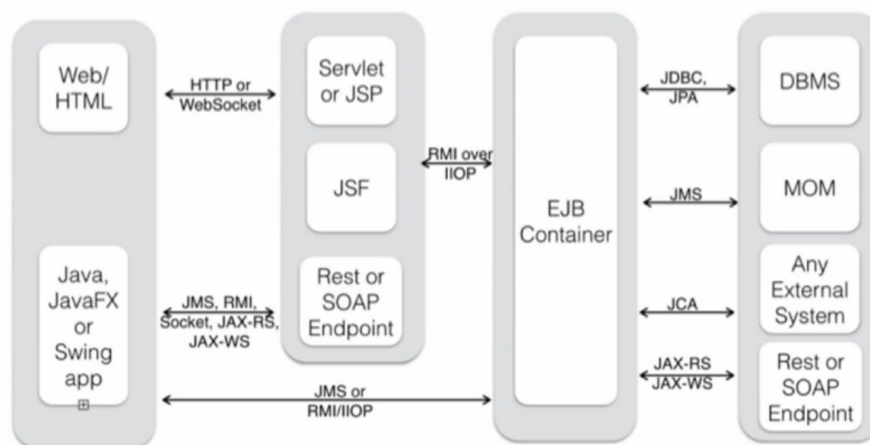 Web/
HTML
Java,
JavaFX
or
Swing
app
HTTP or
WebSocket
JMS, RMI,
Socket, JAX-RS,
JAX-WS
JMS or
RMI/IIOP
Servlet
or JSP
JSF
Rest or
SOAP
Endpoint
RMI over
IIOP
EJB
Container
JDBC,
JPA
JMS
JCA
JAX-RS
JAX-WS
DBMS
MOM
Any
External
System
Rest or
SOAP
Endpoint